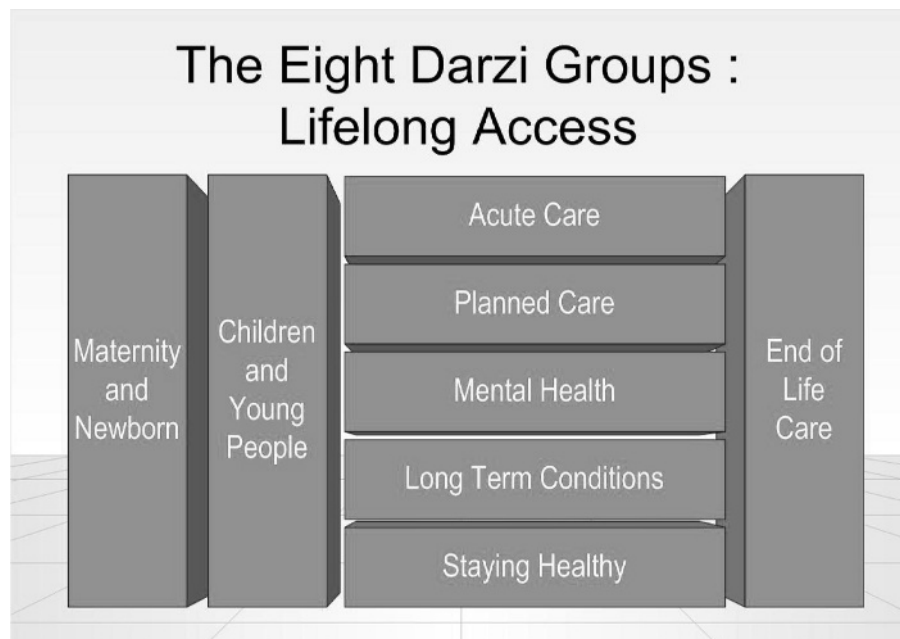 The Eight Darzi Groups :
Lifelong Access
Maternity
and
Newborn
Children
and
Young
People
Acute Care
Planned Care
Mental Health
Long Term Conditions
Staying Healthy
End of
Life
Care